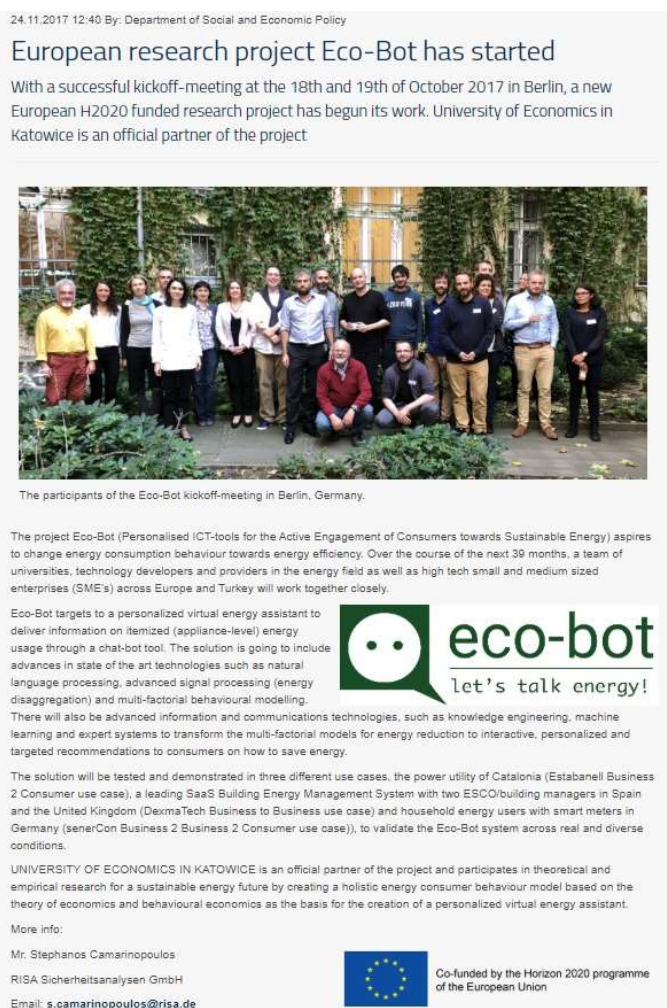 24.11.2017 12:40 By: Department of Social and Economic Policy
European research project Eco-Bot has started
With a successful kickoff-meeting at the 18th and 19th of October 2017 in Berlin, a new
European H2020 funded research project has begun its work. University of Economics in
Katowice is an official partner of the project
The participants of the Eco-Bot kickoff-meeting in Berlin, Germany.
The project Eco-Bot (Personalised ICT-tools for the Active Engagement of Consumers towards Sustainable Energy) aspires
to change energy consumption behaviour towards energy efficiency. Over the course of the next 39 months, a team of
universities, technology developers and providers in the energy field as well as high tech small and medium sized
enterprises (SME's) across Europe and Turkey will work together closely.
Eco-Bot targets to a personalized virtual energy assistant to
deliver information on itemized (appliance-level) energy
usage through a chat-bot tool. The solution is going to include
advances in state of the art technologies such as natural
language processing, advanced signal processing (energy
disaggregation) and multi-factorial behavioural modelling.
eco-bot
let's talk energy!
There will also be advanced information and communications technologies, such as knowledge engineering, machine
learning and expert systems to transform the multi-factorial models for energy reduction to interactive, personalized and
targeted recommendations to consumers on how to save energy.
The solution will be tested and demonstrated in three different use cases, the power utility of Catalonia (Estabanell Business
2 Consumer use case), a leading SaaS Building Energy Management System with two ESCO/building managers in Spain
and the United Kingdom (DexmaTech Business to Business use case) and household energy users with smart meters in
Germany (senerCon Business 2 Business 2 Consumer use case)), to validate the Eco-Bot system across real and diverse
conditions.
UNIVERSITY OF ECONOMICS IN KATOWICE is an official partner of the project and participates in theoretical and
empirical research for a sustainable energy future by creating a holistic energy consumer behaviour model based on the
theory of economics and behavioural economics as the basis for the creation of a personalized virtual energy assistant.
More info:
Mr. Stephanos Camarinopoulos
RISA Sicherheitsanalysen GmbH
Email: s.camarinopoulos@risa.de
Co-funded by the Horizon 2020 programme
of the European Union